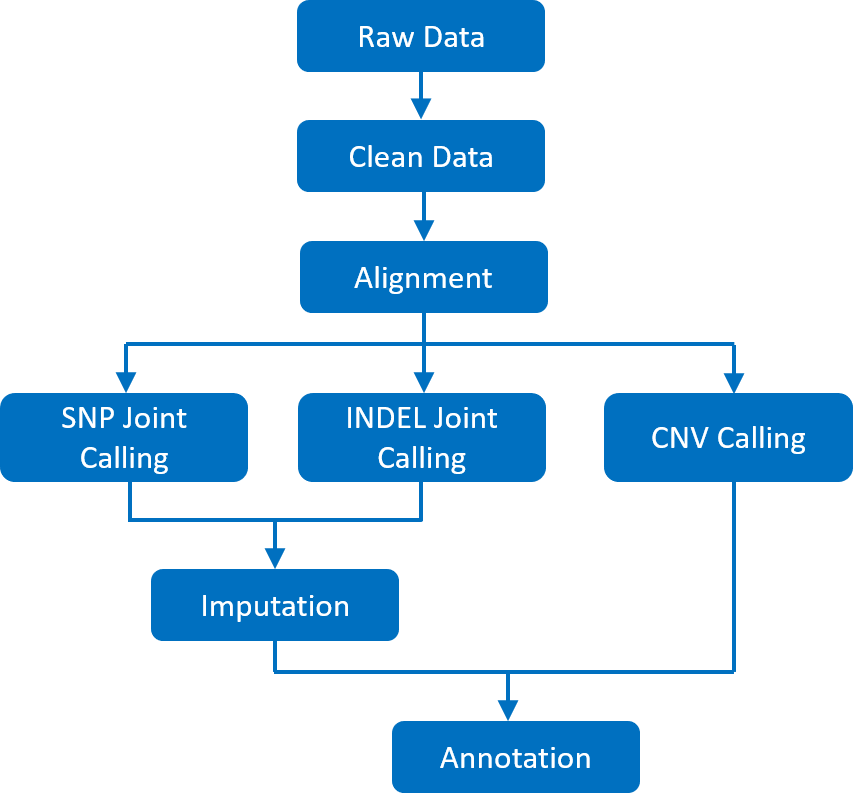 Raw Data
Clean Data
Alignment
SNP Joint
Calling
INDEL Joint
Calling
CNV Calling
Imputation
Annotation